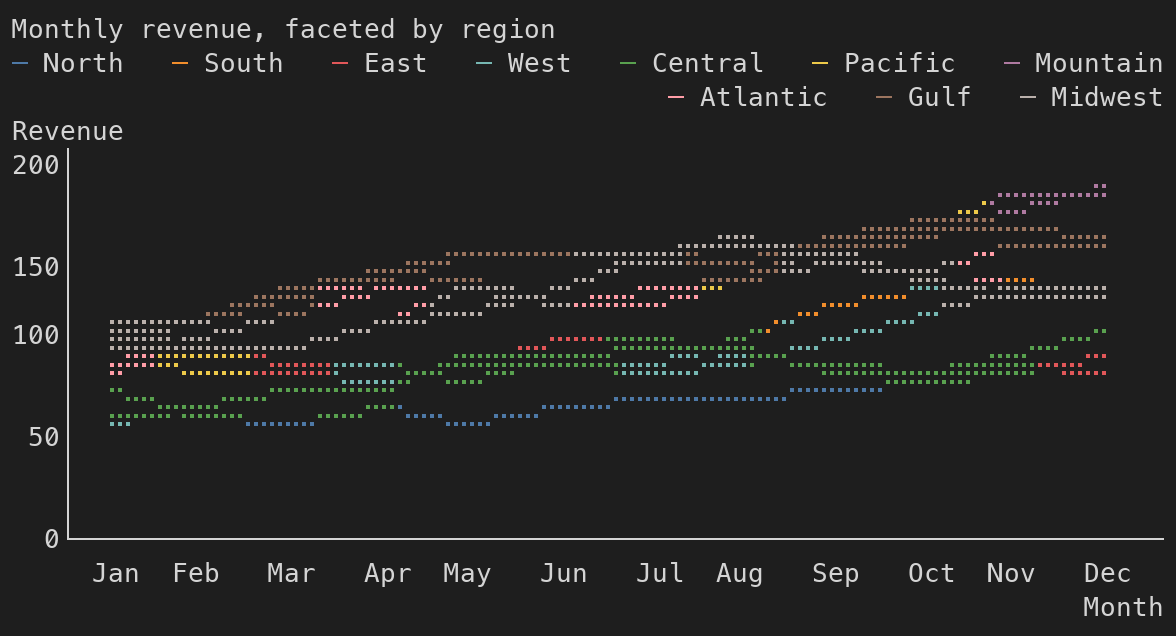 Monthly revenue, faceted by region
North South East West Central Pacific Mountain
Atlantic Gulf Midwest
Revenue
200
150
100
50
0
Jan Feb Mar Apr May Jun Jul Aug Sep Oct Nov Dec
Month